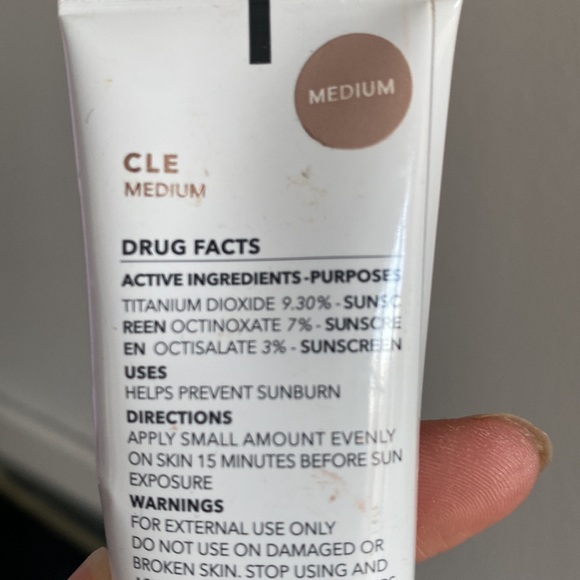 MEDIUM
CLE
MEDIUM
DRUG FACTS
ACTIVE INGREDIENTS-PURPOSES
TITANIUM DIOXIDE 9.30% - SUNSC
REEN OCTINOXATE 7% - SUNSCRE
EN OCTISALATE 3% - SUNSCREEN
USES
HELPS PREVENT SUNBURN
DIRECTIONS
APPLY SMALL AMOUNT EVENLY
ON SKIN 15 MINUTES BEFORE SUN
EXPOSURE
WARNINGS
FOR EXTERNAL USE ONLY
DO NOT USE ON DAMAGED OR
BROKEN SKIN. STOP USING AND